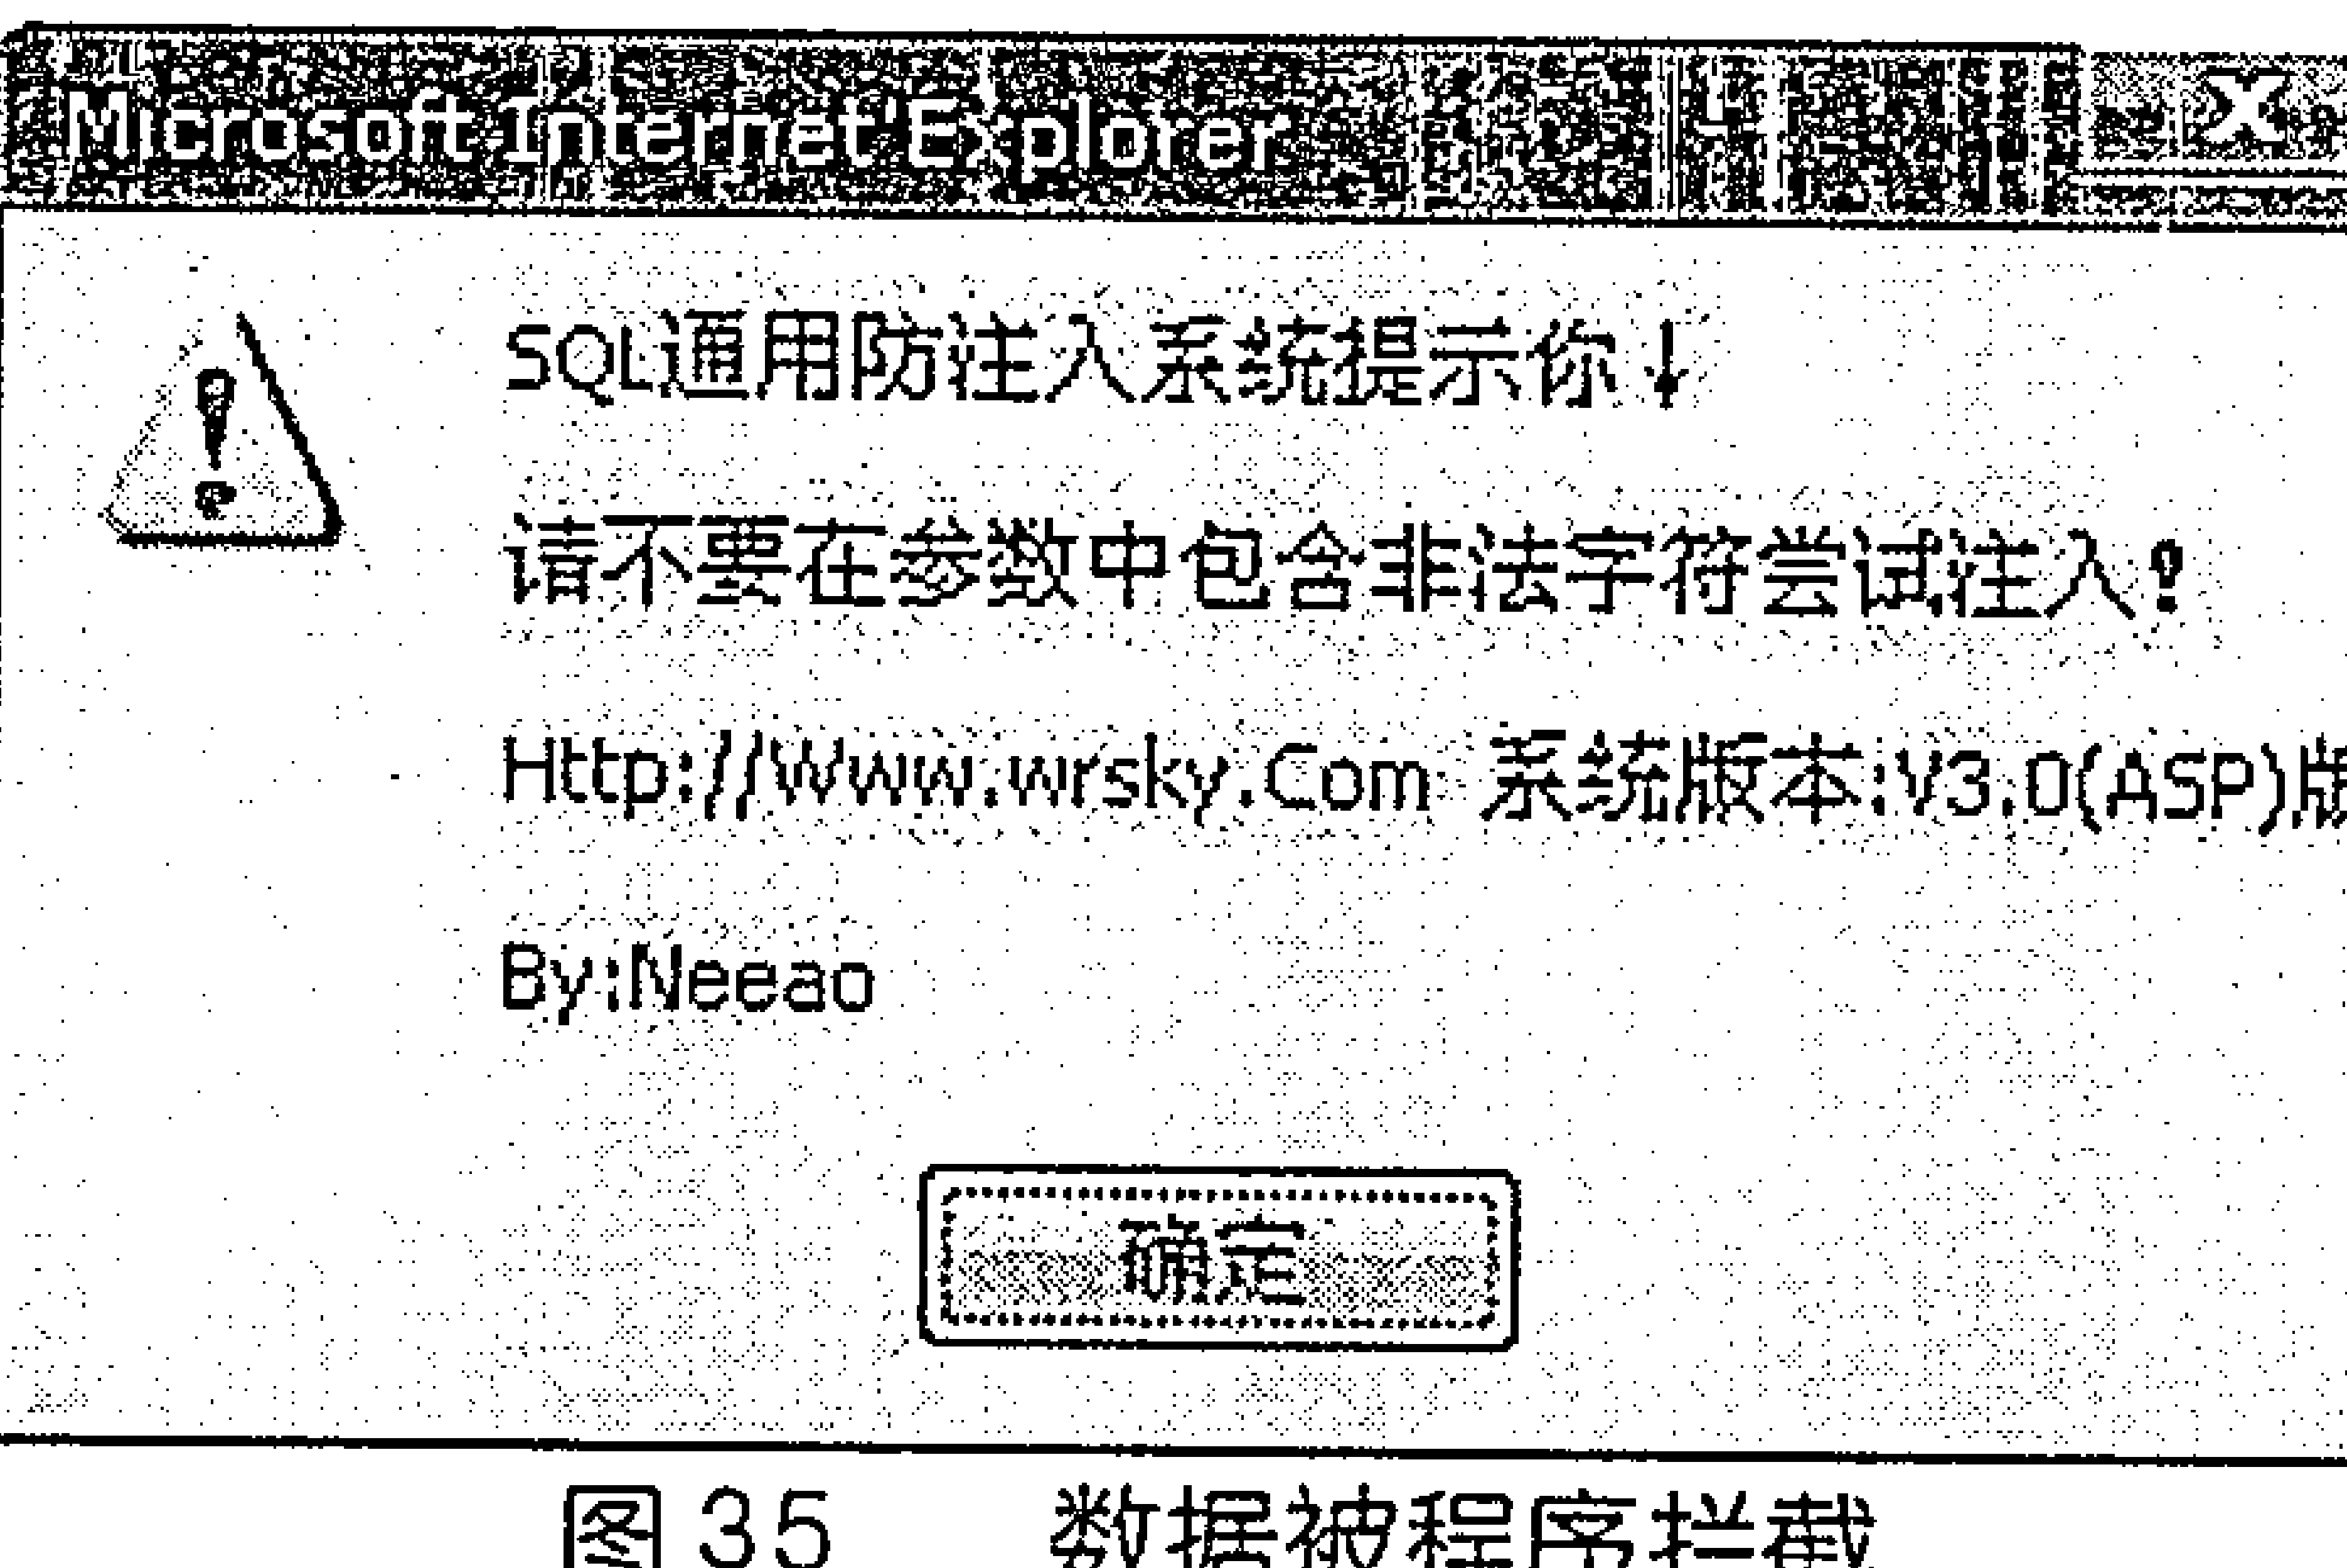 Microsoft Internet Explorer
SQL通用防注入系统提示你↓
请不要在参数中包含非法字符尝试注入!
Http://Www.wrsky.Com 系统版本:V3.0(ASP)版
By:Neeao
确定
图 35 数据被程序拦截